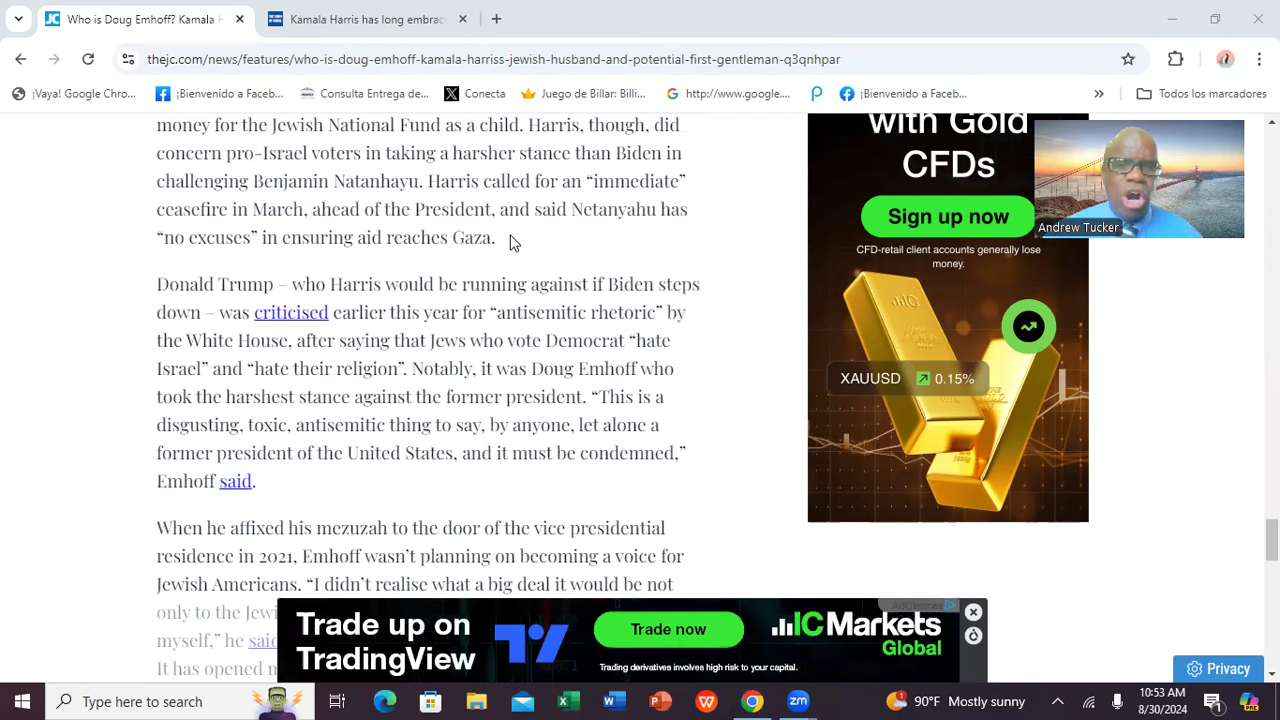 Who is Doug Emhoff? Kamala H
Kamala Harris has long embrac
thejc.com/news/features/who-is-doug-emhoff-kamala-harriss-jewish-husband-and-potential-first-gentleman-q3qnhpar
¡Vaya! Google Chro...
¡Bienvenido a Faceb...
Consulta Entrega de...
Conecta
Juego de Billar: Billi...
http://www.google....
¡Bienvenido a Faceb...
»
Todos los marcadores
money for the Jewish National Fund as a child. Harris, though, did
concern pro-Israel voters in taking a harsher stance than Biden in
challenging Benjamin Natanhayu. Harris called for an “immediate”
ceasefire in March, ahead of the President, and said Netanyahu has
“no excuses” in ensuring aid reaches Gaza.
Donald Trump – who Harris would be running against if Biden steps
down – was criticised earlier this year for “antisemitic rhetoric” by
the White House, after saying that Jews who vote Democrat “hate
Israel” and “hate their religion”. Notably, it was Doug Emhoff who
took the harshest stance against the former president. “This is a
disgusting, toxic, antisemitic thing to say, by anyone, let alone a
former president of the United States, and it must be condemned,”
Emhoff said.
When he affixed his mezuzah to the door of the vice presidential
residence in 2021, Emhoff wasn’t planning on becoming a voice for
Jewish Americans. “I didn’t realise what a big deal it would be not
only to the Jewi
myself,” he said
It has opened m
with Gold
CFDs
Sign up now
CFD-retail client accounts generally lose
money.
XAUUSD 0.15%
Andrew Tucker
Trade up on
TradingView
Trade now
IC Markets
Global
Trading derivatives involves high risk to your capital.
AdChoices
Privacy
Type here to search
90°F Mostly sunny
10:53 AM
8/30/2024